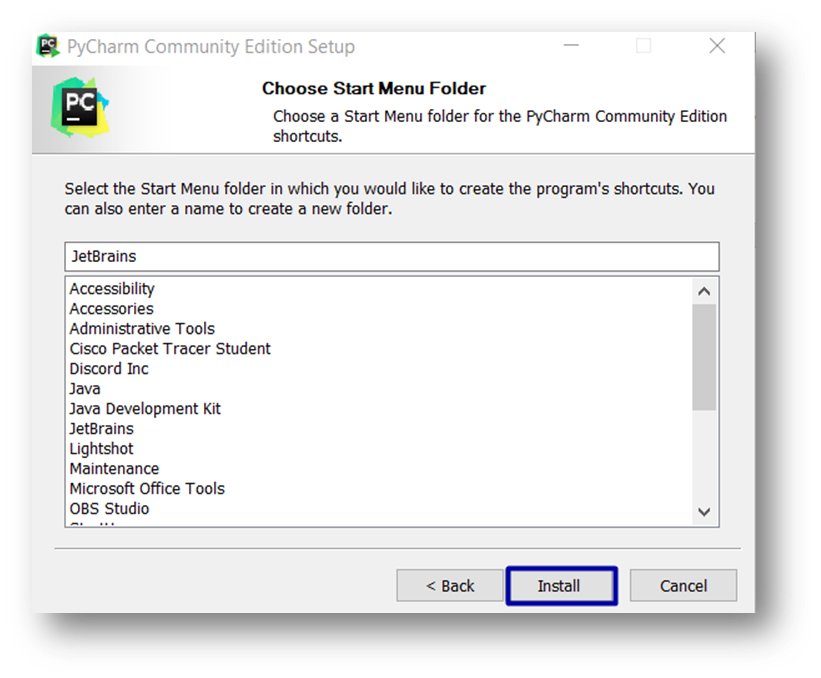 PyCharm Community Edition Setup
PC
Choose Start Menu Folder
Choose a Start Menu folder for the PyCharm Community Edition
shortcuts.
Select the Start Menu folder in which you would like to create the program's shortcuts. You
can also enter a name to create a new folder.
JetBrains
Accessibility
Accessories
Administrative Tools
Cisco Packet Tracer Student
Discord Inc
Java
Java Development Kit
JetBrains
Lightshot
Maintenance
Microsoft Office Tools
OBS Studio
< Back
Install
Cancel